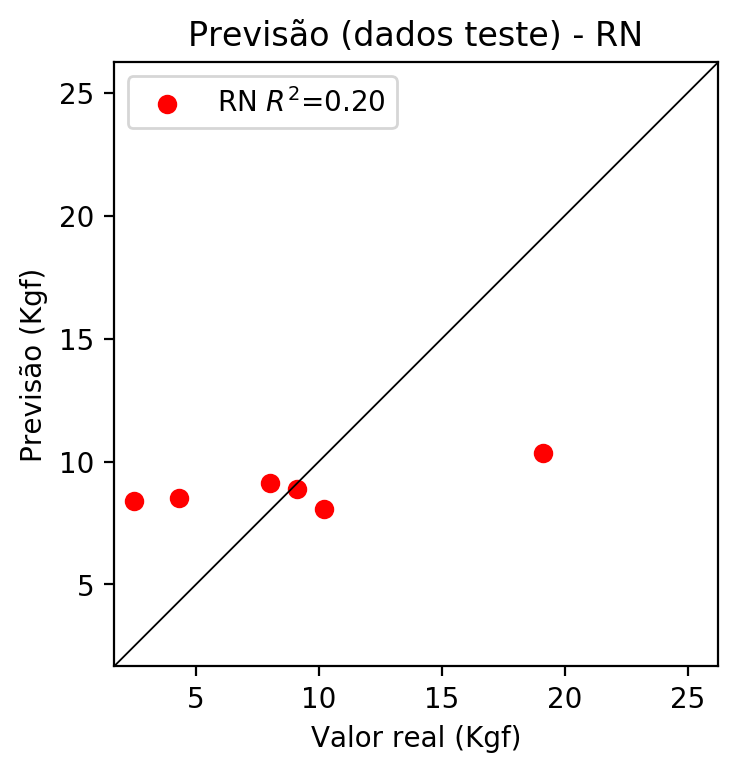 Previsão (dados teste) - RN
RN R²=0.20
25
20
15
10
5
Previsão (Kgf)
5 10 15 20 25
Valor real (Kgf)